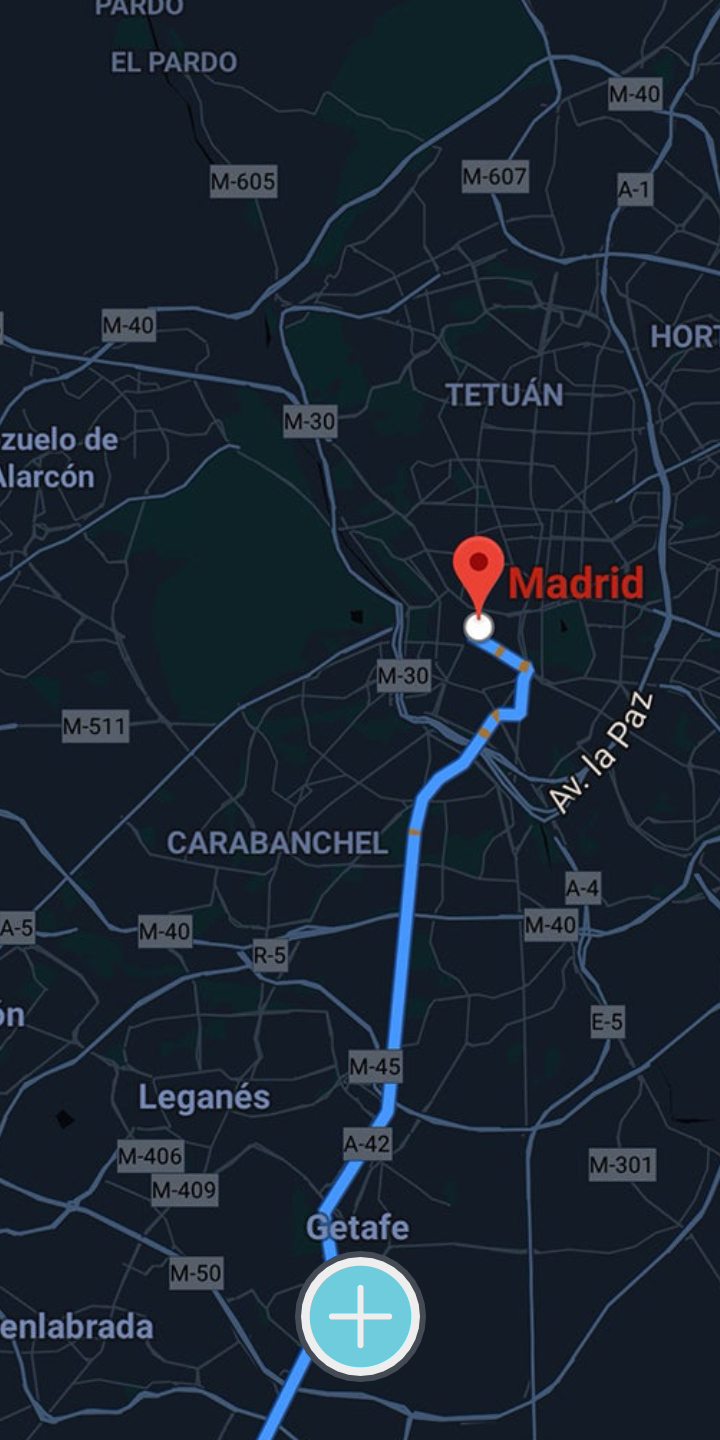 PARDO
EL PARDO
M-40
M-605
M-607
A-1
M-40
HORT
TETUÁN
M-30
zuelo de
Alarcón
Madrid
M-30
M-511
Av. la Paz
CARABANCHEL
A-4
A-5
M-40
M-40
R-5
ón
E-5
M-45
Leganés
A-42
M-406
M-301
M-409
Getafe
M-50
enlabrada